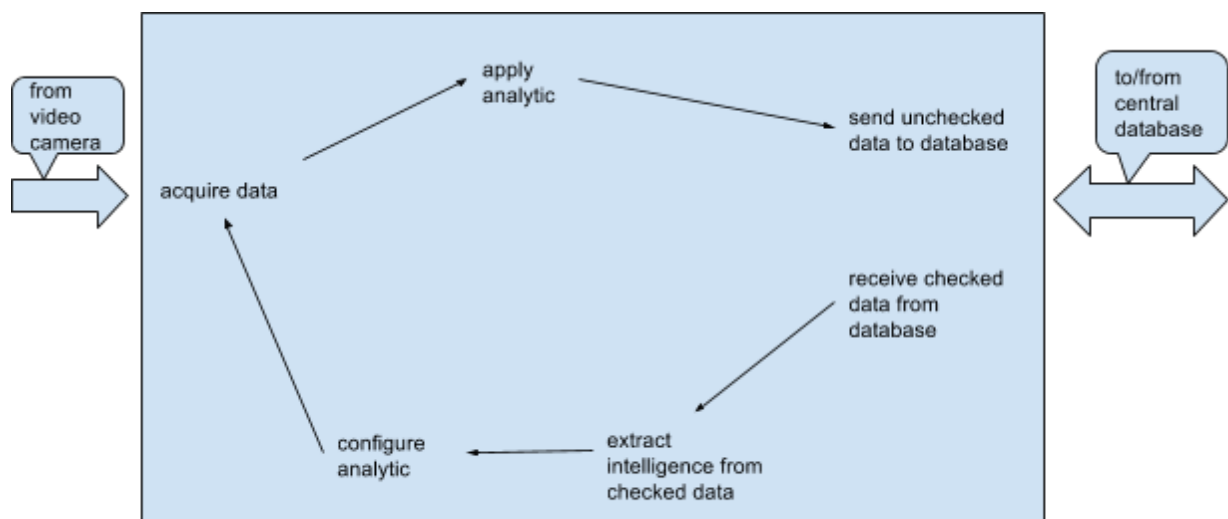 from
video
camera
apply
analytic
to/from
central
database
send unchecked
data to database
acquire data
receive checked
data from
database
configure
analytic
extract
intelligence from
checked data